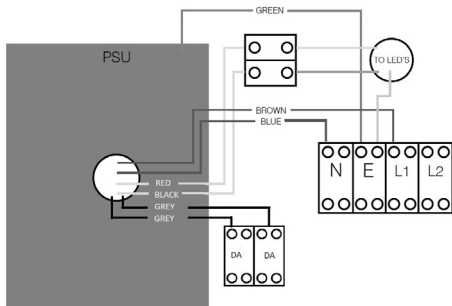 GREEN
PSU
TO LED'S
BROWN
BLUE
N E L1 L2
RED
BLACK
GREY
GREY
DA DA